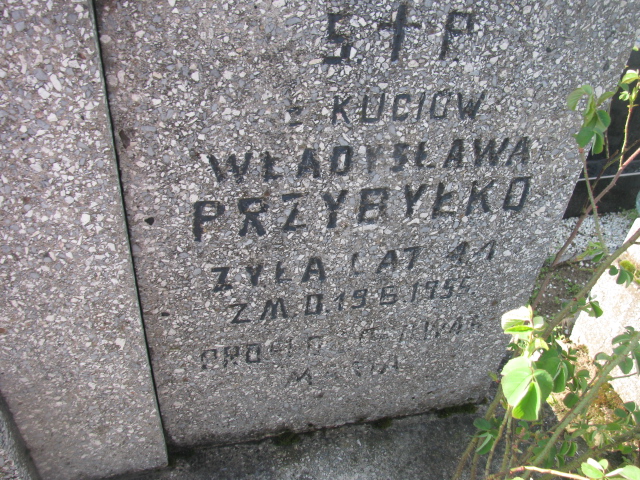 Ś + P
z KUCIÓW
WŁADYSŁAWA
PRZYBYŁKO
ŻYŁA LAT 41
ZM.D.19.6.1955